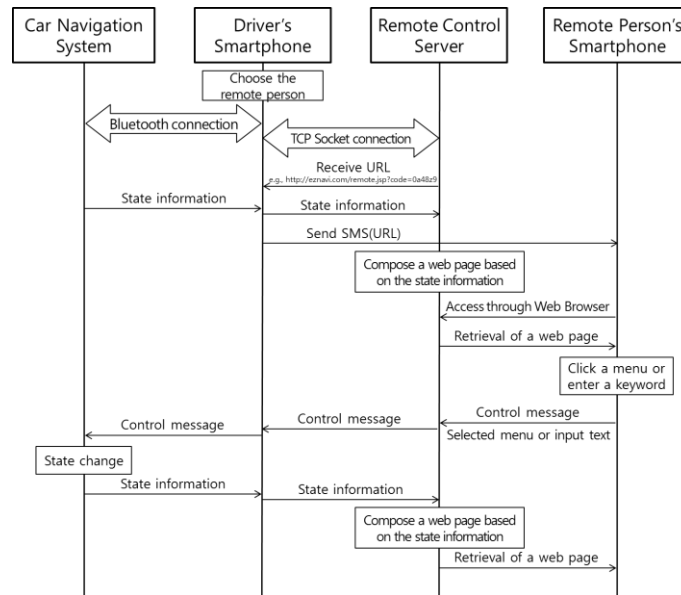 Car Navigation
System
Driver's
Smartphone
Remote Control
Server
Remote Person's
Smartphone
Choose the
remote person
Bluetooth connection
TCP Socket connection
Receive URL
e.g., http://eznavi.com/remote.jsp?code=0a48z9
State information
State information
Send SMS(URL)
Compose a web page based
on the state information
Access through Web Browser
Retrieval of a web page
Click a menu or
enter a keyword
Control message
Control message
Control message
Selected menu or input text
State change
State information
State information
Compose a web page based
on the state information
Retrieval of a web page